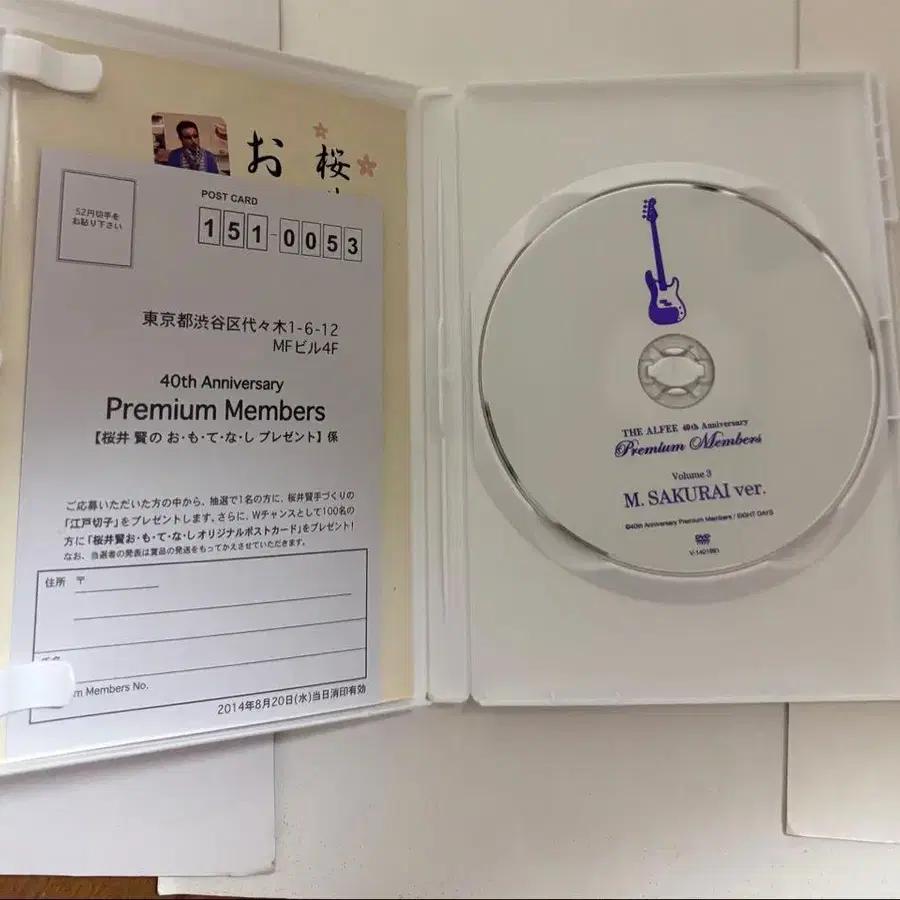 桜
お
POST CARD
52円切手を
お貼り下さい
151-0053
東京都渋谷区代々木1-6-12
MFビル4F
40th Anniversary
Premium Members
【桜井 賢の お・も・て・な・し プレゼント】係
ご応募いただいた方の中から、抽選で1名の方に、桜井賢手づくりの
「江戸切子」をプレゼントします。さらに、Wチャンスとして100名の
方に「桜井賢お・も・て・な・しオリジナルポストカード」をプレゼント!
なお、当選者の発表は賞品の発送をもってかえさせていただきます。
住所 〒
m Members No.
2014年8月20日(水)当日消印有効
THE ALFEE 40th Anniversary
Premium Members
Volume 3
M. SAKURAI ver.
©40th Anniversary Premium Members / EIGHT DAYS
DVD